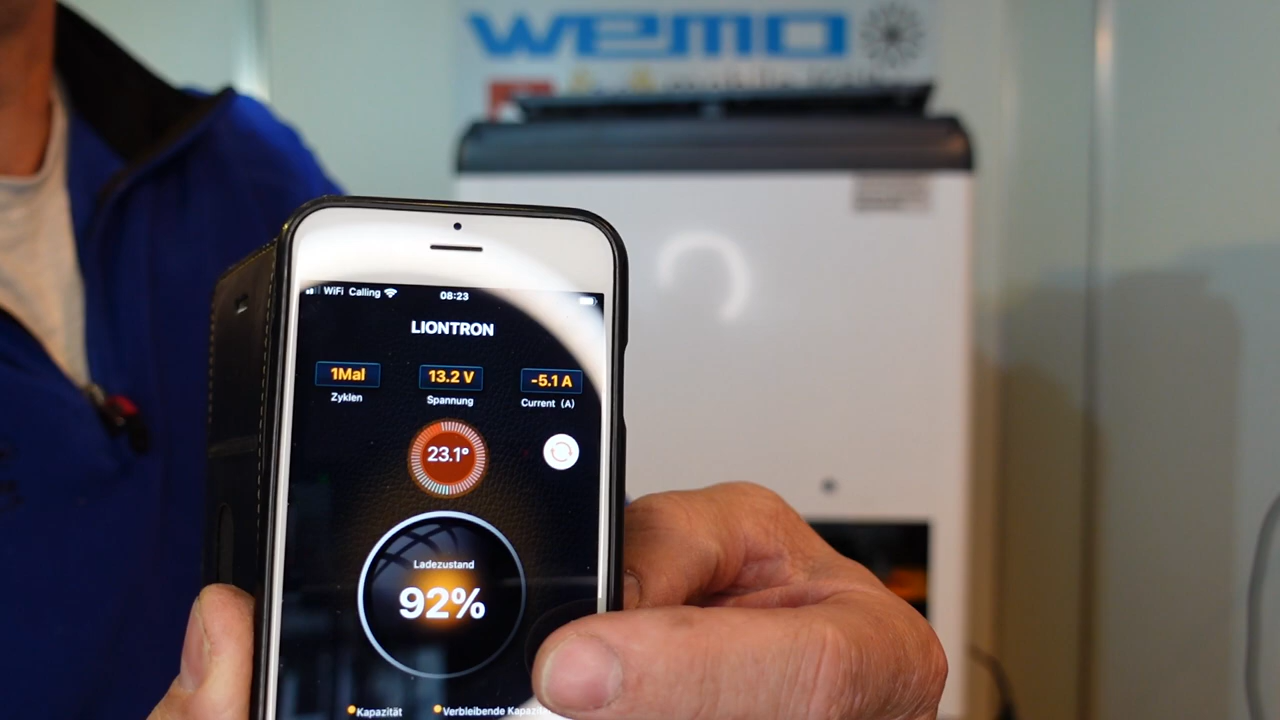 wemo
WiFi Calling
08:23
LIONTRON
1Mal
13.2 V
-5.1 A
Zyklen
Spannung
Current (A)
23.1°
Ladezustand
92%
Kapazität
Verbleibende